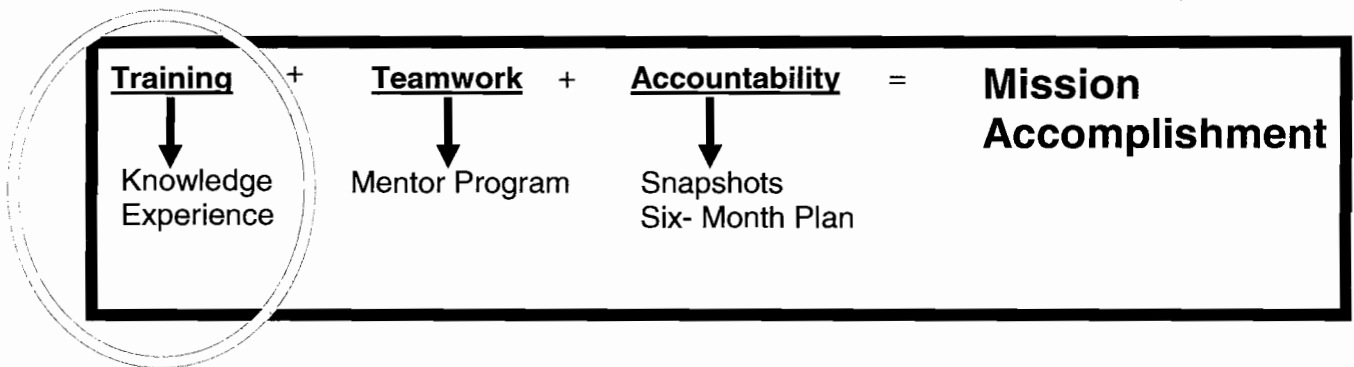 Training + Teamwork + Accountability = Mission Accomplishment
Knowledge Experience
Mentor Program
Snapshots
Six- Month Plan